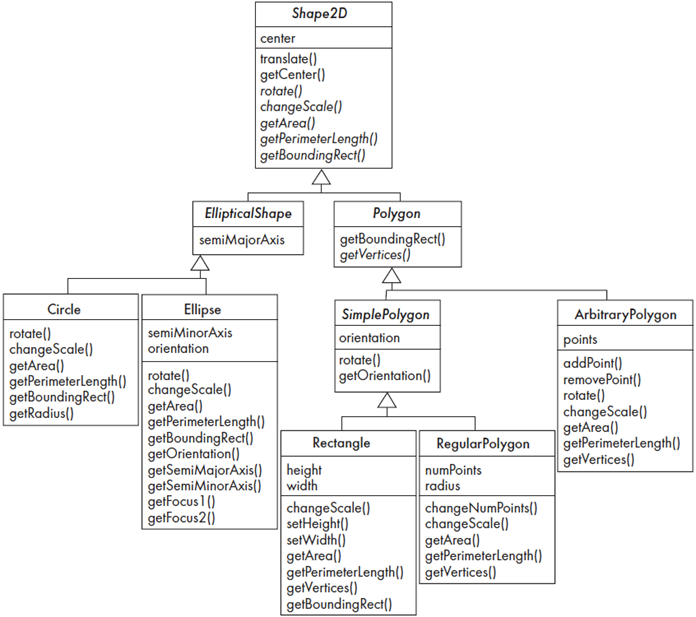 Shape2D
center
translate()
getCenter()
rotate()
changeScale()
getArea()
getPerimeterLength()
getBoundingRect()
EllipticalShape
semiMajorAxis
Polygon
getBoundingRect()
getVertices()
Circle
rotate()
changeScale()
getArea()
getPerimeterLength()
getBoundingRect()
getRadius()
Ellipse
semiMinorAxis
orientation
rotate()
changeScale()
getArea()
getPerimeterLength()
getBoundingRect()
getOrientation()
getSemiMajorAxis()
getSemiMinorAxis()
getFocus1()
getFocus2()
SimplePolygon
orientation
rotate()
getOrientation()
ArbitraryPolygon
points
addPoint()
removePoint()
rotate()
changeScale()
getArea()
getPerimeterLength()
getVertices()
Rectangle
height
width
changeScale()
setHeight()
setWidth()
getArea()
getPerimeterLength()
getVertices()
getBoundingRect()
RegularPolygon
numPoints
radius
changeNumPoints()
changeScale()
getArea()
getPerimeterLength()
getVertices()